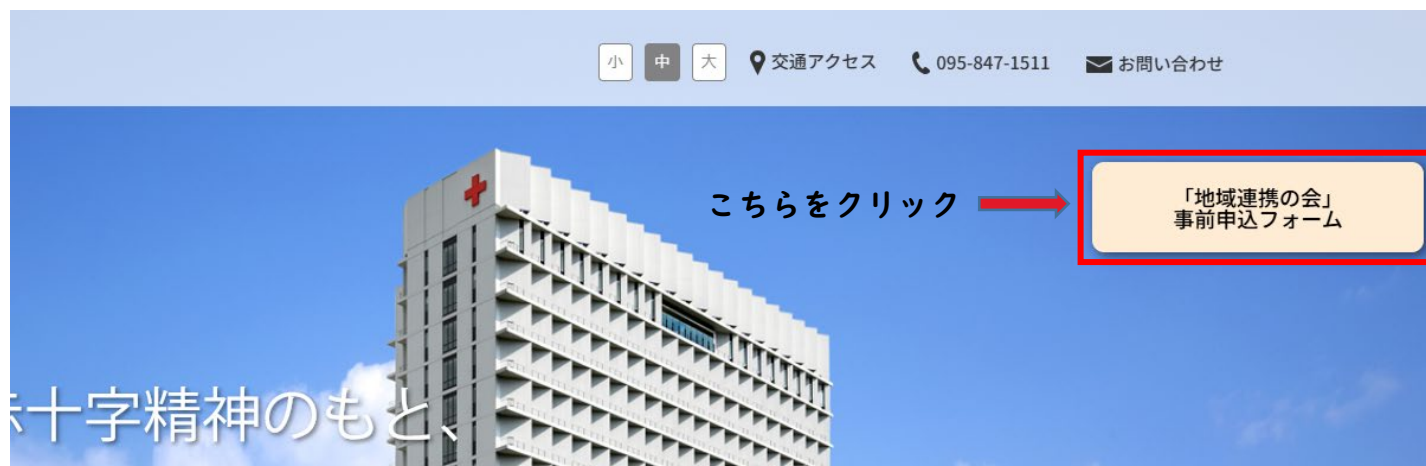 小 中 大 交通アクセス 095-847-1511 お問い合わせ
こちらをクリック
「地域連携の会」
事前申込フォーム
十字精神のもと、